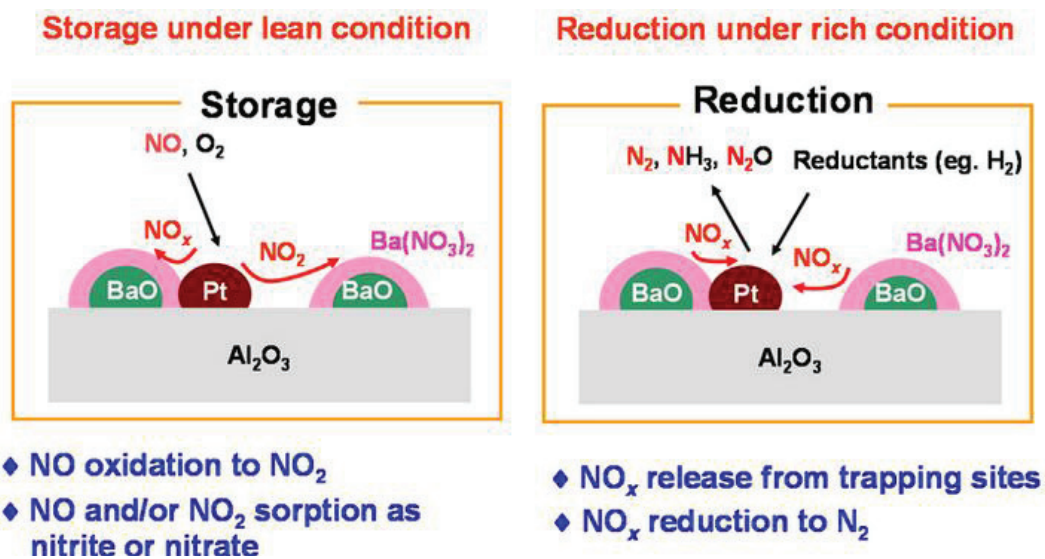 Storage under lean condition
Storage
NO, O₂
NOₓ
NO₂
Ba(NO₃)₂
BaO
Pt
BaO
Al₂O₃
◆ NO oxidation to NO₂
◆ NO and/or NO₂ sorption as
nitrite or nitrate
Reduction under rich condition
Reduction
N₂, NH₃, N₂O
Reductants (eg. H₂)
NOₓ
NOₓ
Ba(NO₃)₂
BaO
Pt
BaO
Al₂O₃
◆ NOₓ release from trapping sites
◆ NOₓ reduction to N₂